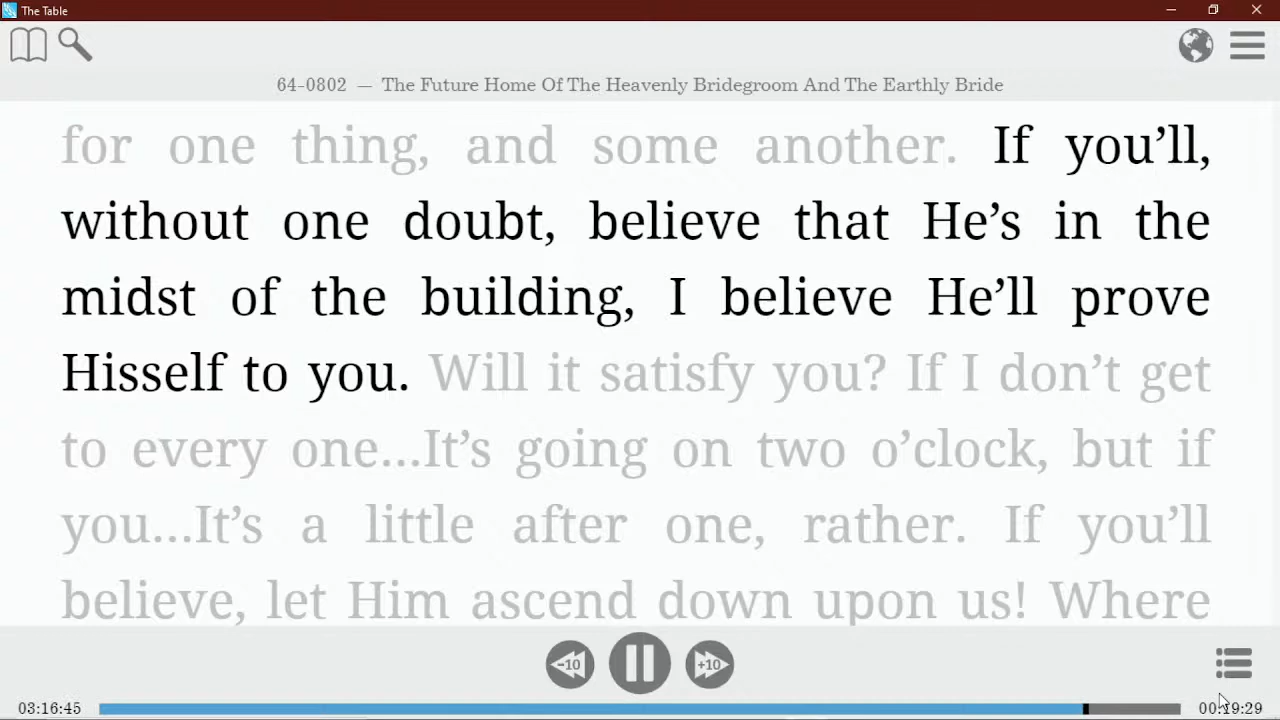 The Table
64-0802 — The Future Home Of The Heavenly Bridegroom And The Earthly Bride
for one thing, and some another. If you’ll,
without one doubt, believe that He’s in the
midst of the building, I believe He’ll prove
Hisself to you. Will it satisfy you? If I don’t get
to every one...It’s going on two o’clock, but if
you...It’s a little after one, rather. If you’ll
believe, let Him ascend down upon us! Where
-10
+10
03:16:45
00:19:29